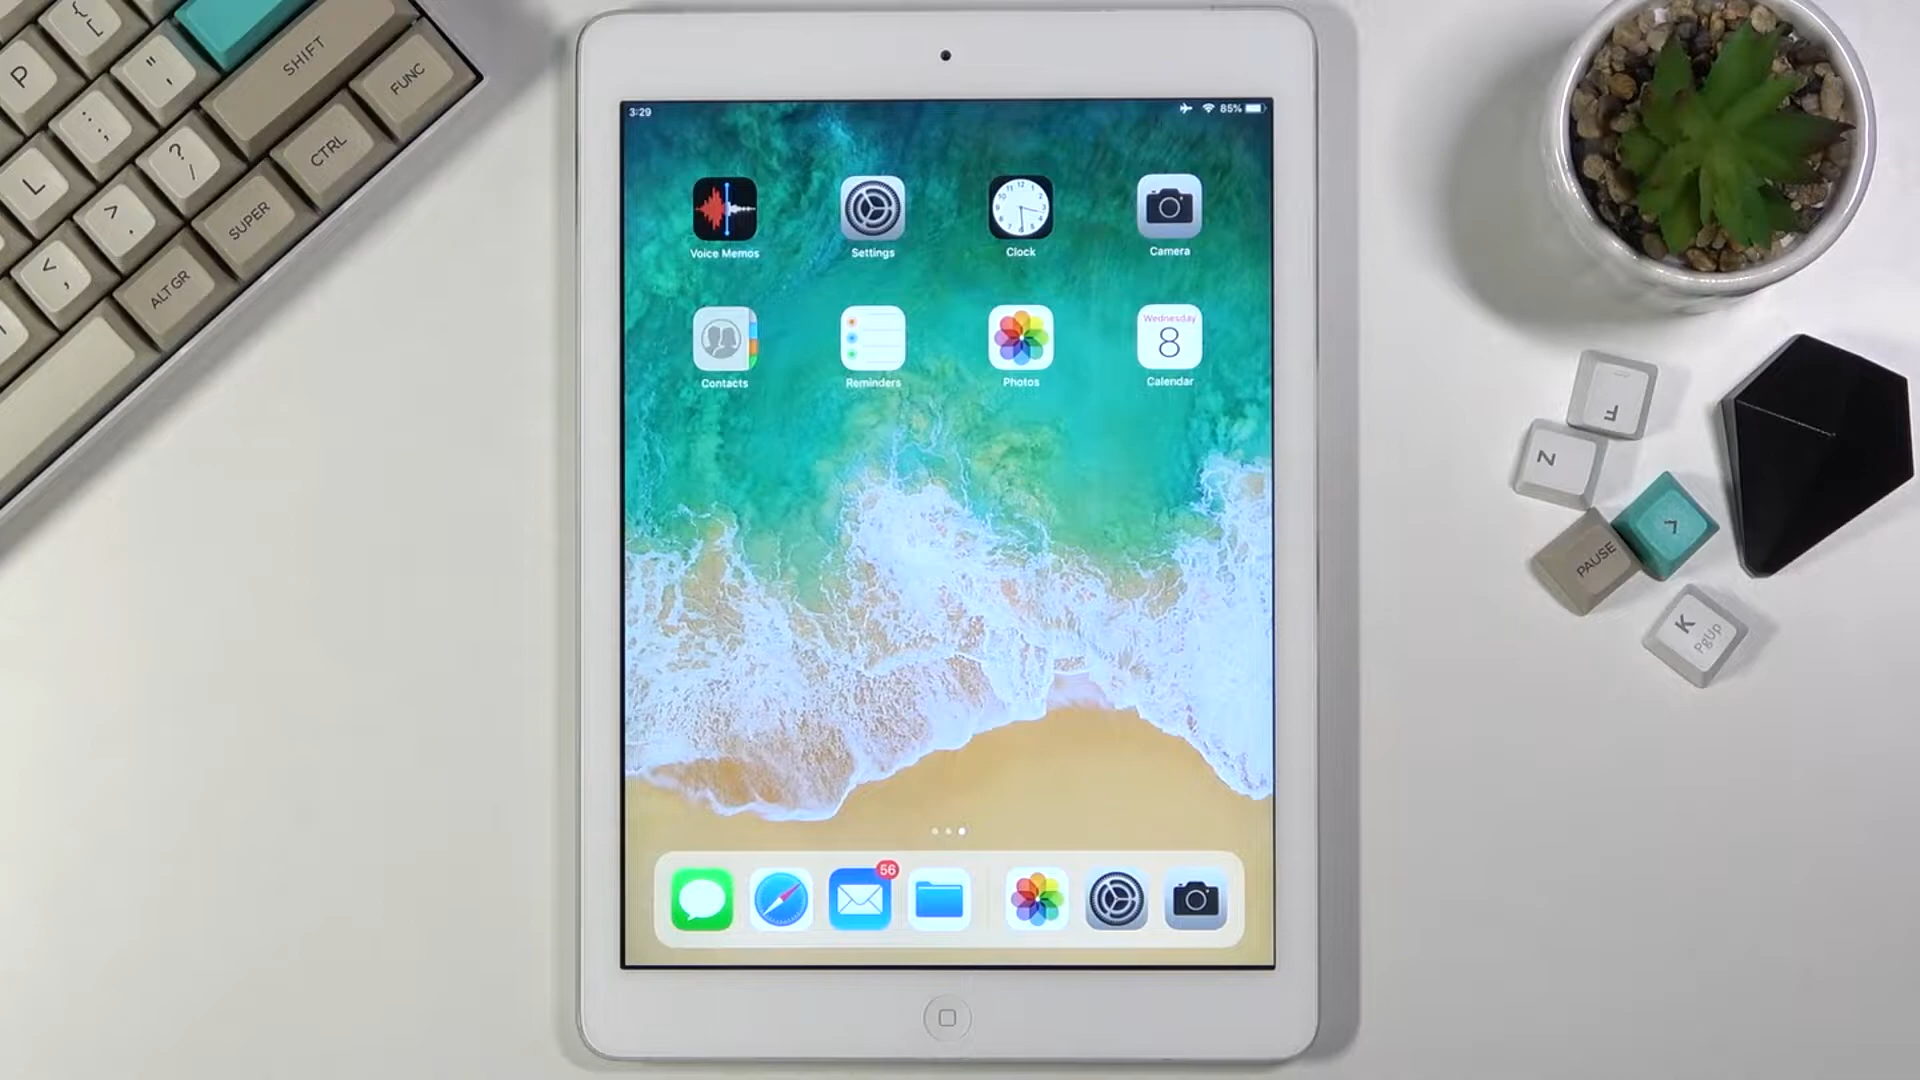 {
[
P
"
'
SHIFT
FUNC
:
;
L
?
/
CTRL
>
.
SUPER
<
,
ALT GR
3:29
85%
Voice Memos
Settings
Clock
Camera
Wednesday
8
Contacts
Reminders
Photos
Calendar
56
F
Z
<
PAUSE
K
PgUp